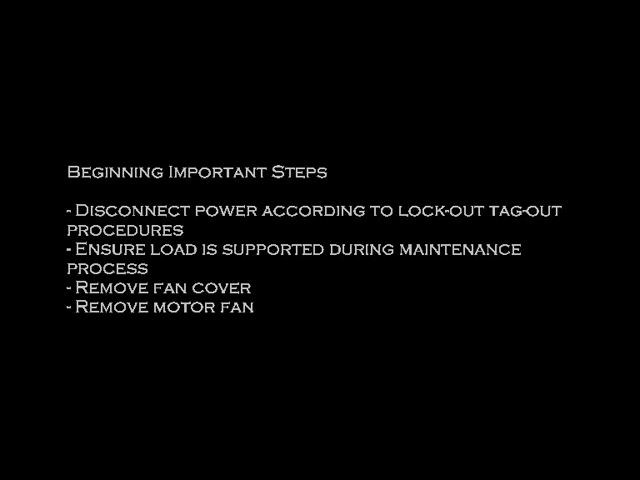 Beginning Important Steps
- Disconnect power according to lock-out tag-out
procedures
- Ensure load is supported during maintenance
process
- Remove fan cover
- Remove motor fan